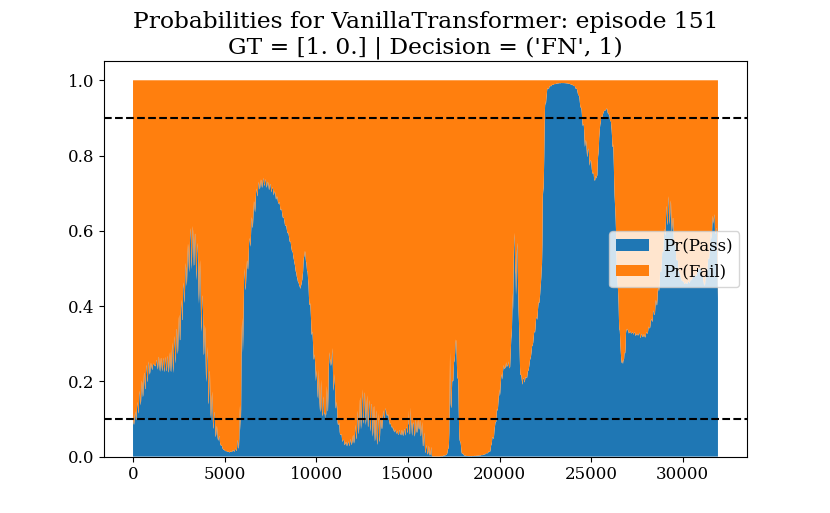 Probabilities for VanillaTransformer: episode 151
GT = [1. 0.] | Decision = ('FN', 1)
1.0
0.8
0.6
0.4
0.2
0.0
Pr(Pass)
Pr(Fail)
0 5000 10000 15000 20000 25000 30000